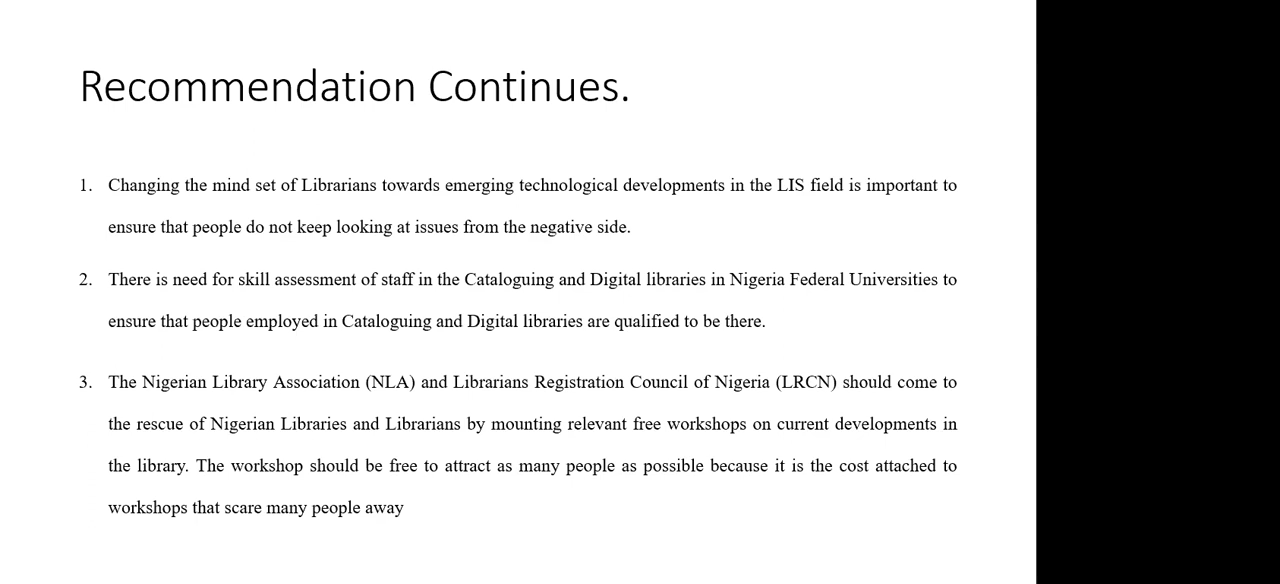 Recommendation Continues.
1. Changing the mind set of Librarians towards emerging technological developments in the LIS field is important to
ensure that people do not keep looking at issues from the negative side.
2. There is need for skill assessment of staff in the Cataloguing and Digital libraries in Nigeria Federal Universities to
ensure that people employed in Cataloguing and Digital libraries are qualified to be there.
3. The Nigerian Library Association (NLA) and Librarians Registration Council of Nigeria (LRCN) should come to
the rescue of Nigerian Libraries and Librarians by mounting relevant free workshops on current developments in
the library. The workshop should be free to attract as many people as possible because it is the cost attached to
workshops that scare many people away